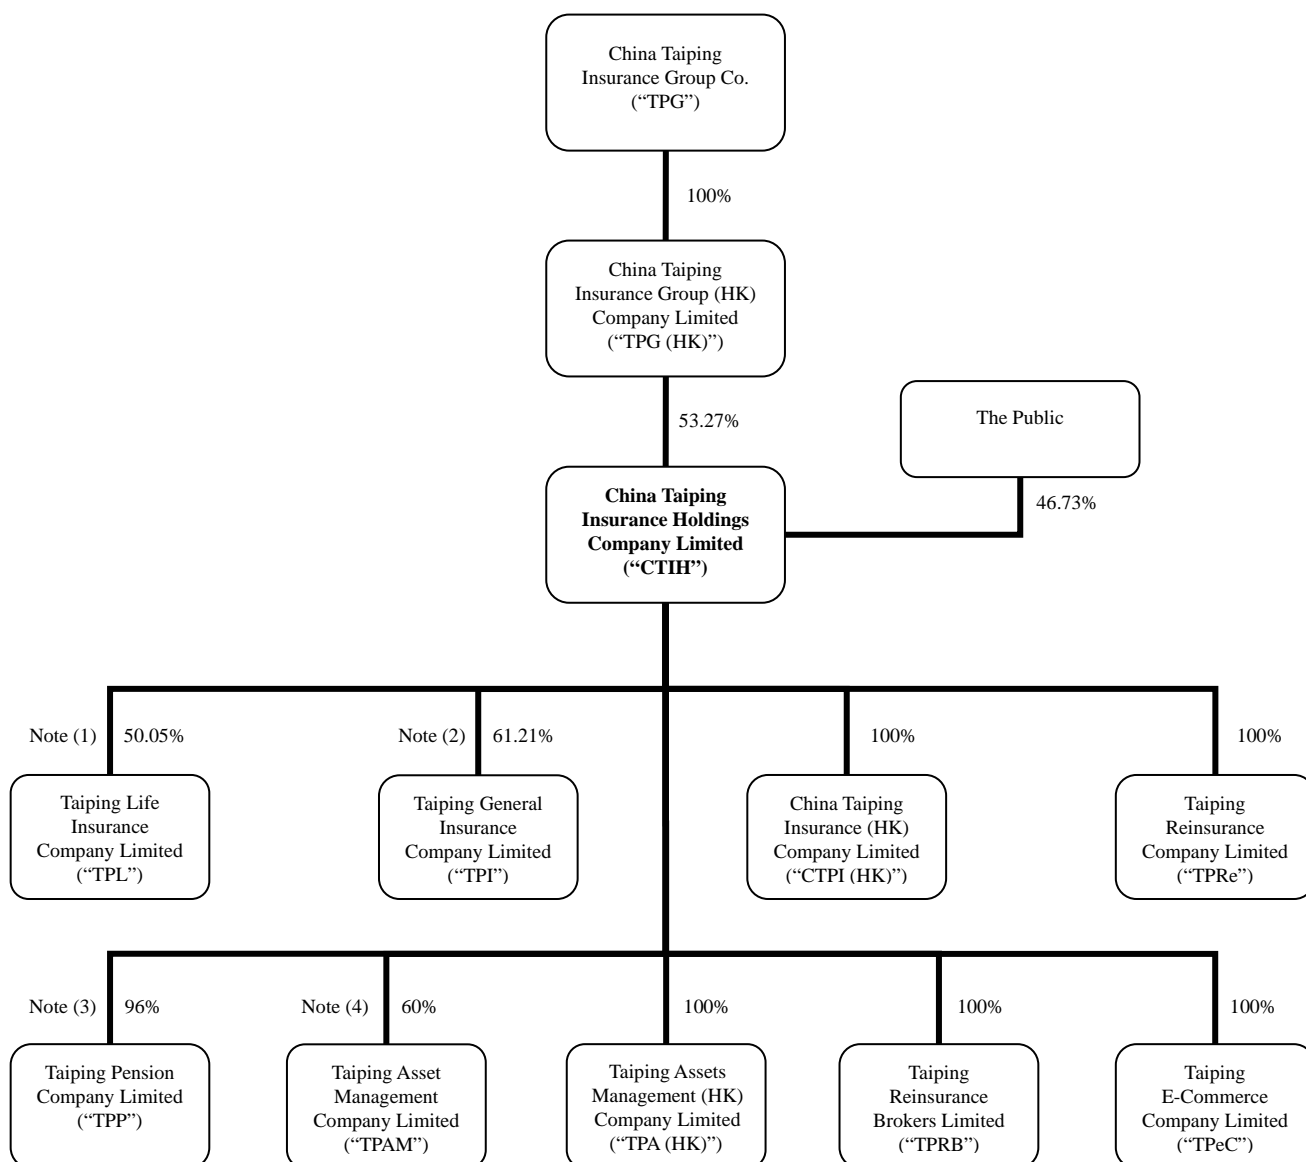 China Taiping
Insurance Group Co.
(“TPG”)
100%
China Taiping
Insurance Group (HK)
Company Limited
(“TPG (HK)”)
53.27%
The Public
46.73%
China Taiping
Insurance Holdings
Company Limited
(“CTIH”)
Note (1)
50.05%
Note (2)
61.21%
100%
100%
Taiping Life
Insurance
Company Limited
(“TPL”)
Taiping General
Insurance
Company Limited
(“TPI”)
China Taiping
Insurance (HK)
Company Limited
(“CTPI (HK)”)
Taiping
Reinsurance
Company Limited
(“TPRe”)
Note (3)
96%
Note (4)
60%
100%
100%
100%
Taiping Pension
Company Limited
(“TPP”)
Taiping Asset
Management
Company Limited
(“TPAM”)
Taiping Assets
Management (HK)
Company Limited
(“TPA (HK)”)
Taiping
Reinsurance
Brokers Limited
(“TPRB”)
Taiping
E-Commerce
Company Limited
(“TPeC”)